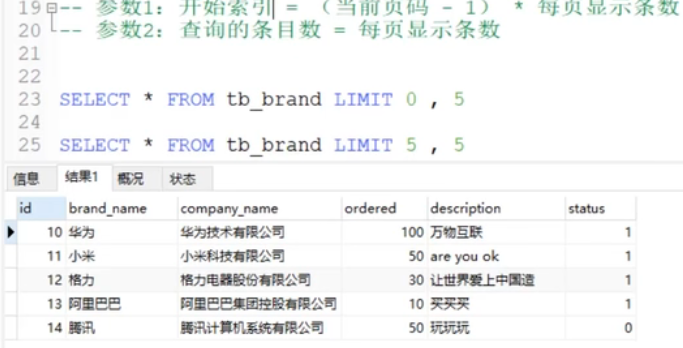 19 -- 参数1：开始索引 = （当前页码 - 1） * 每页显示条数
20 -- 参数2：查询的条目数 = 每页显示条数
21
22
23 SELECT * FROM tb_brand LIMIT 0 , 5
24
25 SELECT * FROM tb_brand LIMIT 5 , 5
信息 结果1 概况 状态
id brand_name company_name ordered description status
10 华为 华为技术有限公司 100 万物互联 1
11 小米 小米科技有限公司 50 are you ok 1
12 格力 格力电器股份有限公司 30 让世界爱上中国造 1
13 阿里巴巴 阿里巴巴集团控股有限公司 10 买买买 1
14 腾讯 腾讯计算机系统有限公司 50 玩玩玩 0